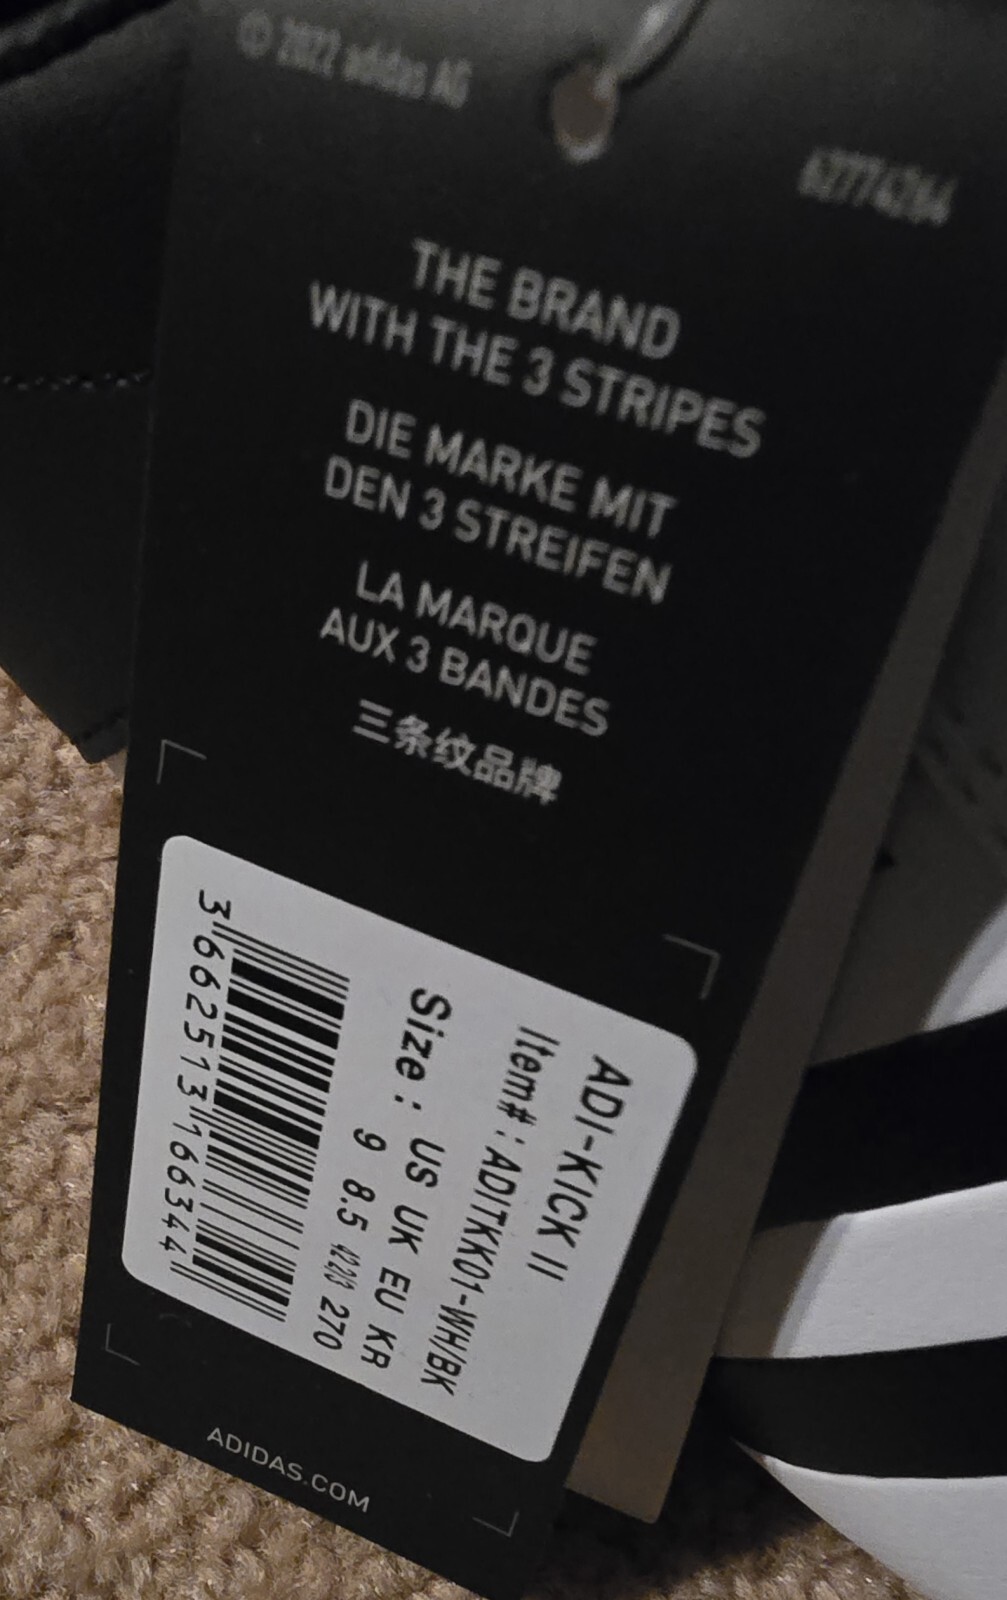 © 2022 adidas AG
62774264
THE BRAND
WITH THE 3 STRIPES
DIE MARKE MIT
DEN 3 STREIFEN
LA MARQUE
AUX 3 BANDES
三条纹品牌
ADI-KICK II
Item# : ADITKK01-WH/BK
Size : US UK EU KR
9 8.5 42 2/3 270
3 662513 166344
ADIDAS.COM